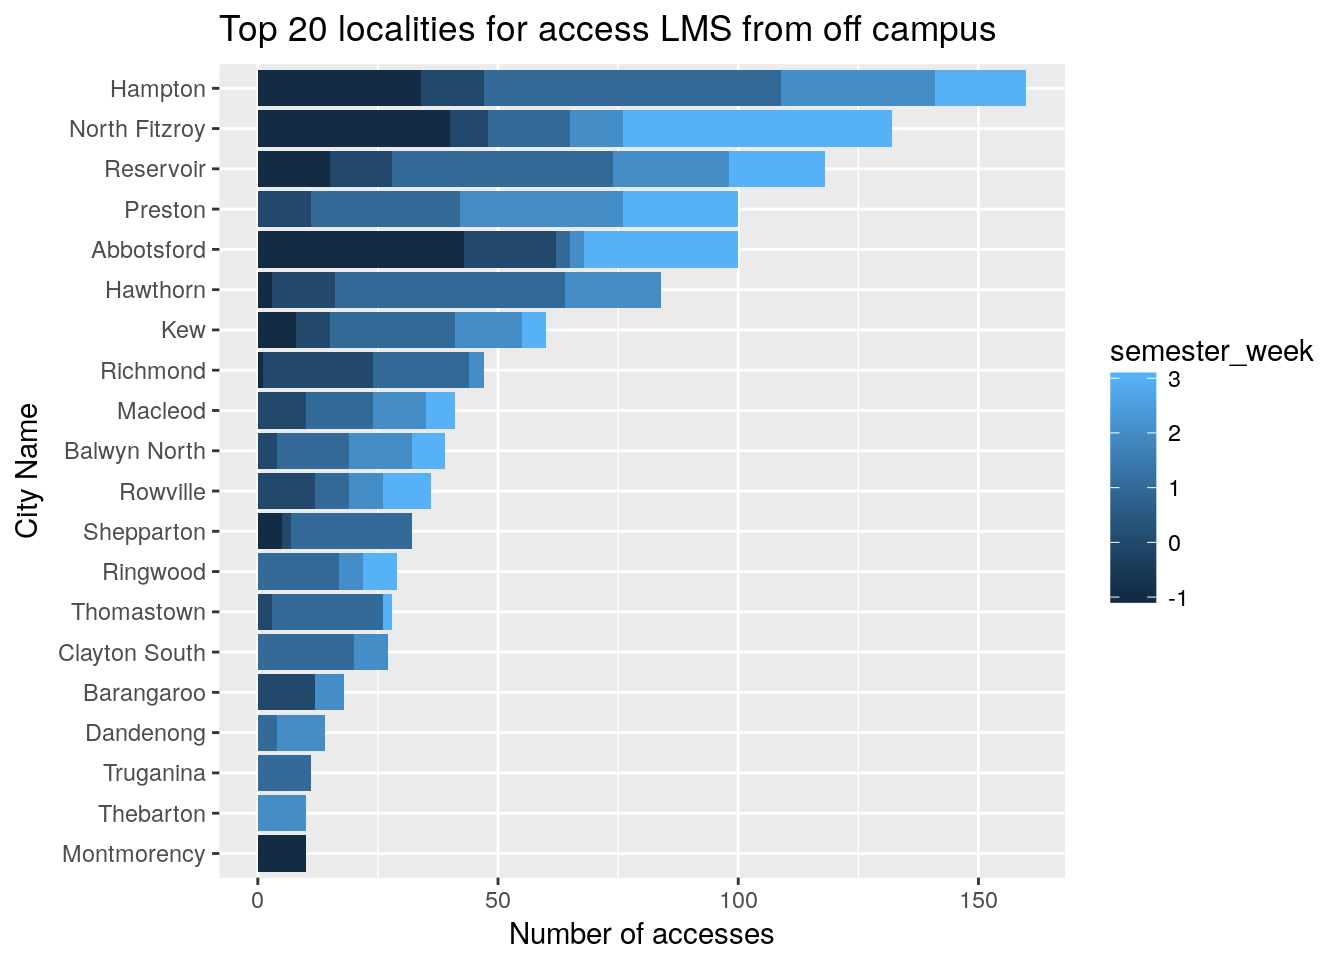 Top 20 localities for access LMS from off campus
City Name
Hampton
North Fitzroy
Reservoir
Preston
Abbotsford
Hawthorn
Kew
Richmond
Macleod
Balwyn North
Rowville
Shepparton
Ringwood
Thomastown
Clayton South
Barangaroo
Dandenong
Truganina
Thebarton
Montmorency
0 50 100 150
Number of accesses
semester_week
3
2
1
0
-1